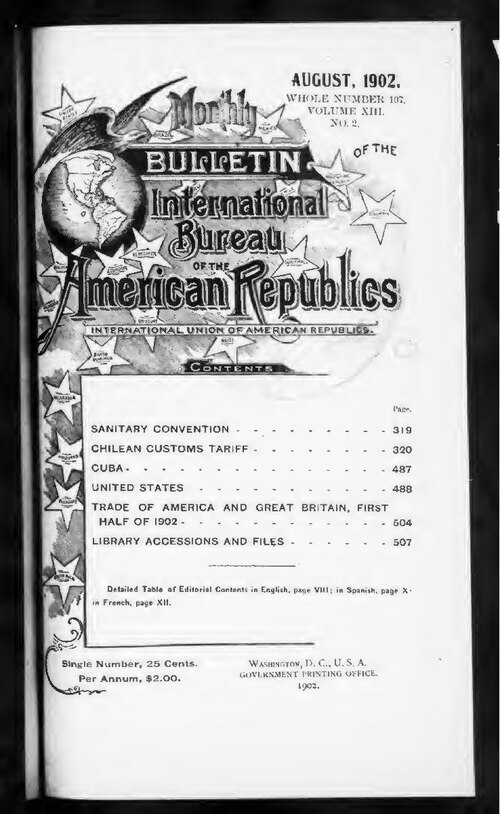 AUGUST, 1902.
WHOLE NUMBER 107.
VOLUME XIII.
NO. 2.
Monthly
BULLETIN
OF THE
International
Bureau
OF THE
American Republics
INTERNATIONAL UNION OF AMERICAN REPUBLICS.
CONTENTS
Page.
SANITARY CONVENTION - - - - - - - - - 319
CHILEAN CUSTOMS TARIFF - - - - - - - - 320
CUBA - - - - - - - - - - - - - - 487
UNITED STATES - - - - - - - - - - - 488
TRADE OF AMERICA AND GREAT BRITAIN, FIRST
HALF OF 1902 - - - - - - - - - - - 504
LIBRARY ACCESSIONS AND FILES - - - - - - 507
Detailed Table of Editorial Contents in English, page VIII; in Spanish, page X-
in French, page XII.
Single Number, 25 Cents.
Per Annum, $2.00.
WASHINGTON, D. C., U. S. A.
GOVERNMENT PRINTING OFFICE.
1902.